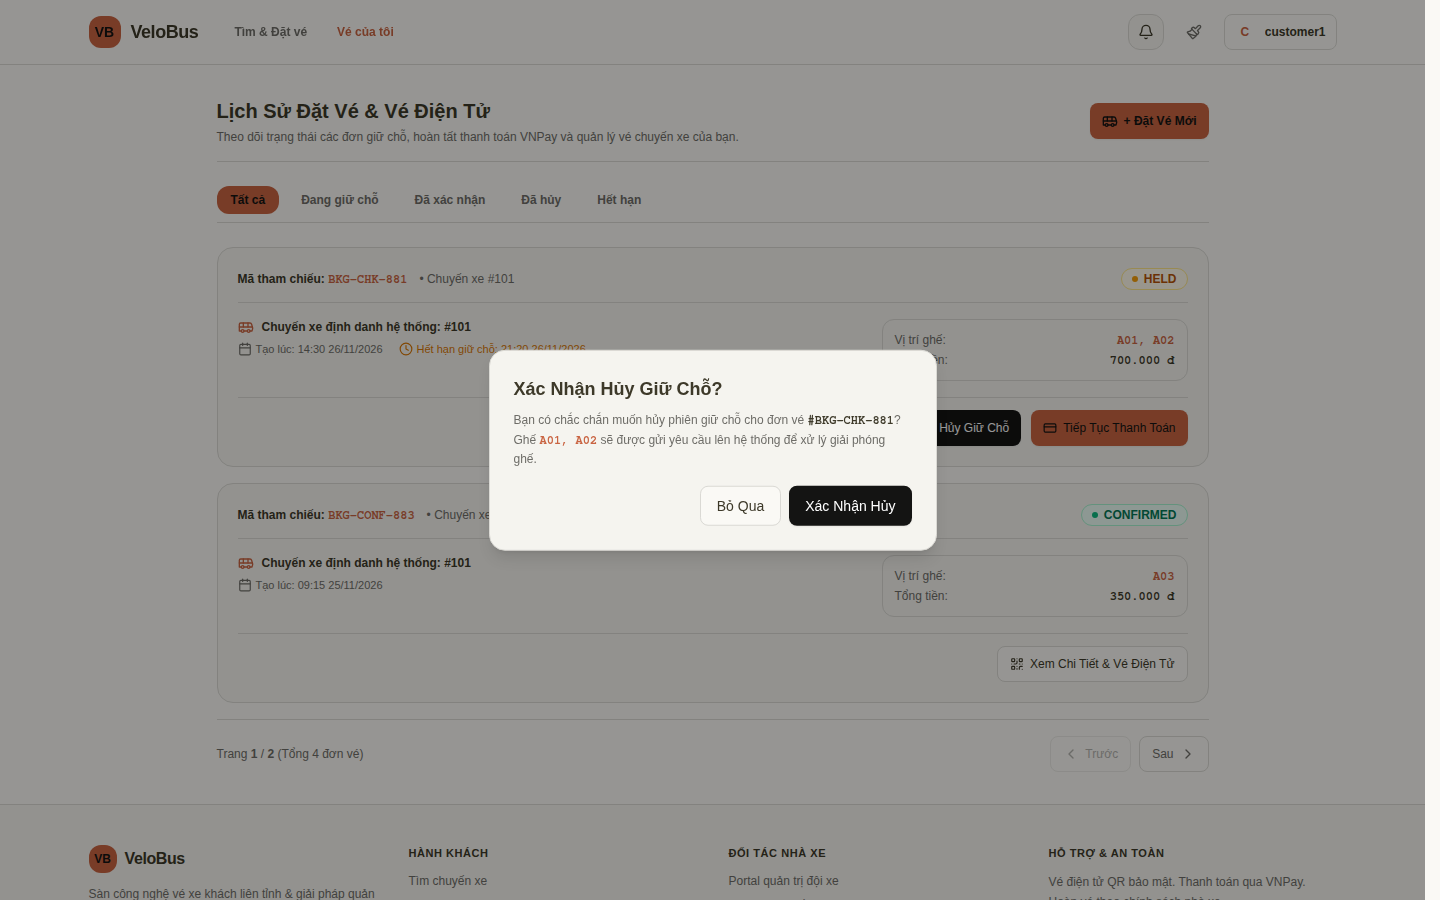 VB VeloBus Tìm & Đặt vé Vé của tôi C customer1
Lịch Sử Đặt Vé & Vé Điện Tử
Theo dõi trạng thái các đơn giữ chỗ, hoàn tất thanh toán VNPay và quản lý vé chuyến xe của bạn.
+ Đặt Vé Mới
Tất cả Đang giữ chỗ Đã xác nhận Đã hủy Hết hạn
Mã tham chiếu: BKG-CHK-881 • Chuyến xe #101 HELD
Chuyến xe định danh hệ thống: #101
Tạo lúc: 14:30 26/11/2026 Hết hạn giữ chỗ: 21:20 26/11/2026
Vị trí ghế: A01, A02
700.000 đ
Hủy Giữ Chỗ Tiếp Tục Thanh Toán
Xác Nhận Hủy Giữ Chỗ?
Bạn có chắc chắn muốn hủy phiên giữ chỗ cho đơn vé #BKG-CHK-881?
Ghế A01, A02 sẽ được gửi yêu cầu lên hệ thống để xử lý giải phóng
ghế.
Bỏ Qua Xác Nhận Hủy
Mã tham chiếu: BKG-CONF-883 • Chuyến xe CONFIRMED
Chuyến xe định danh hệ thống: #101
Tạo lúc: 09:15 25/11/2026
Vị trí ghế: A03
Tổng tiền: 350.000 đ
Xem Chi Tiết & Vé Điện Tử
Trang 1 / 2 (Tổng 4 đơn vé) Trước Sau
VB VeloBus
Sàn công nghệ vé xe khách liên tỉnh & giải pháp quản
HÀNH KHÁCH
Tìm chuyến xe
ĐỐI TÁC NHÀ XE
Portal quản trị đội xe
HỖ TRỢ & AN TOÀN
Vé điện tử QR bảo mật. Thanh toán qua VNPay.